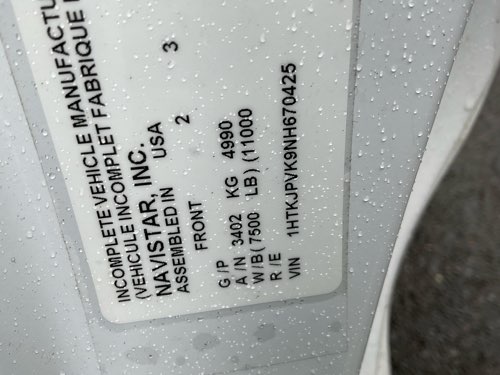 INCOMPLETE VEHICLE MANUFACTU
(VEHICULE INCOMPLET FABRIQUE
NAVISTAR, INC.
ASSEMBLED IN USA
FRONT 2 3
G /P
A /N 3402 KG 4990
W/B( 7500 LB) (11000
R /E
VIN 1HTKJPVK9NH670425